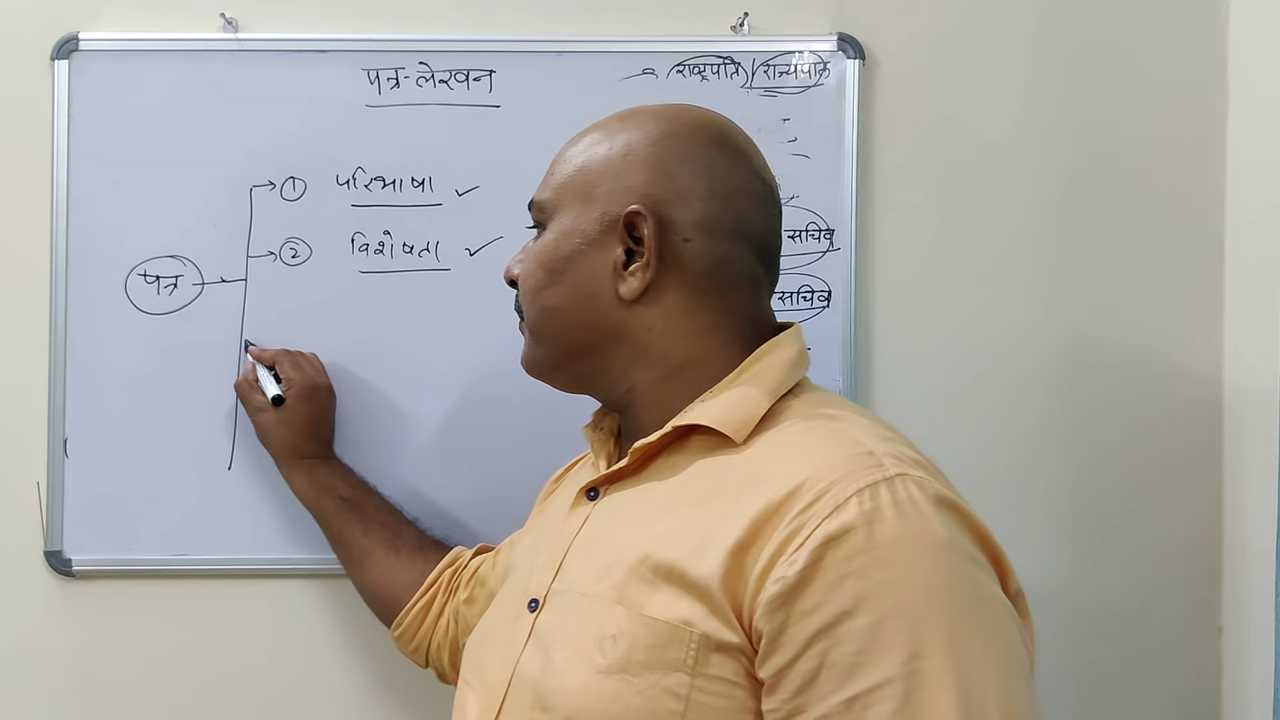 पत्र-लेखन
(राष्ट्रपति)/राज्यपाल
① परिभाषा ✓
② विशेषता ✓
सचिव
पत्र
सचिव